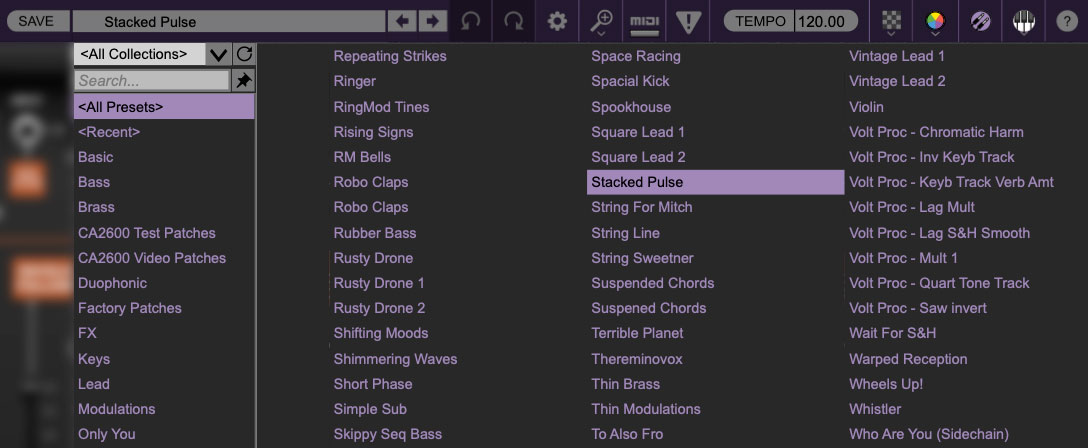 SAVE
Stacked Pulse
MIDI
TEMPO
120.00
?
<All Collections>
Search...
<All Presets>
<Recent>
Basic
Bass
Brass
CA2600 Test Patches
CA2600 Video Patches
Duophonic
Factory Patches
FX
Keys
Lead
Modulations
Only You
Repeating Strikes
Ringer
RingMod Tines
Rising Signs
RM Bells
Robo Claps
Robo Claps
Rubber Bass
Rusty Drone
Rusty Drone 1
Rusty Drone 2
Shifting Moods
Shimmering Waves
Short Phase
Simple Sub
Skippy Seq Bass
Space Racing
Spacial Kick
Spookhouse
Square Lead 1
Square Lead 2
Stacked Pulse
String For Mitch
String Line
String Sweetner
Suspended Chords
Suspened Chords
Terrible Planet
Thereminovox
Thin Brass
Thin Modulations
To Also Fro
Vintage Lead 1
Vintage Lead 2
Violin
Volt Proc - Chromatic Harm
Volt Proc - Inv Keyb Track
Volt Proc - Keyb Track Verb Amt
Volt Proc - Lag Mult
Volt Proc - Lag S&H Smooth
Volt Proc - Mult 1
Volt Proc - Quart Tone Track
Volt Proc - Saw invert
Wait For S&H
Warped Reception
Wheels Up!
Whistler
Who Are You (Sidechain)